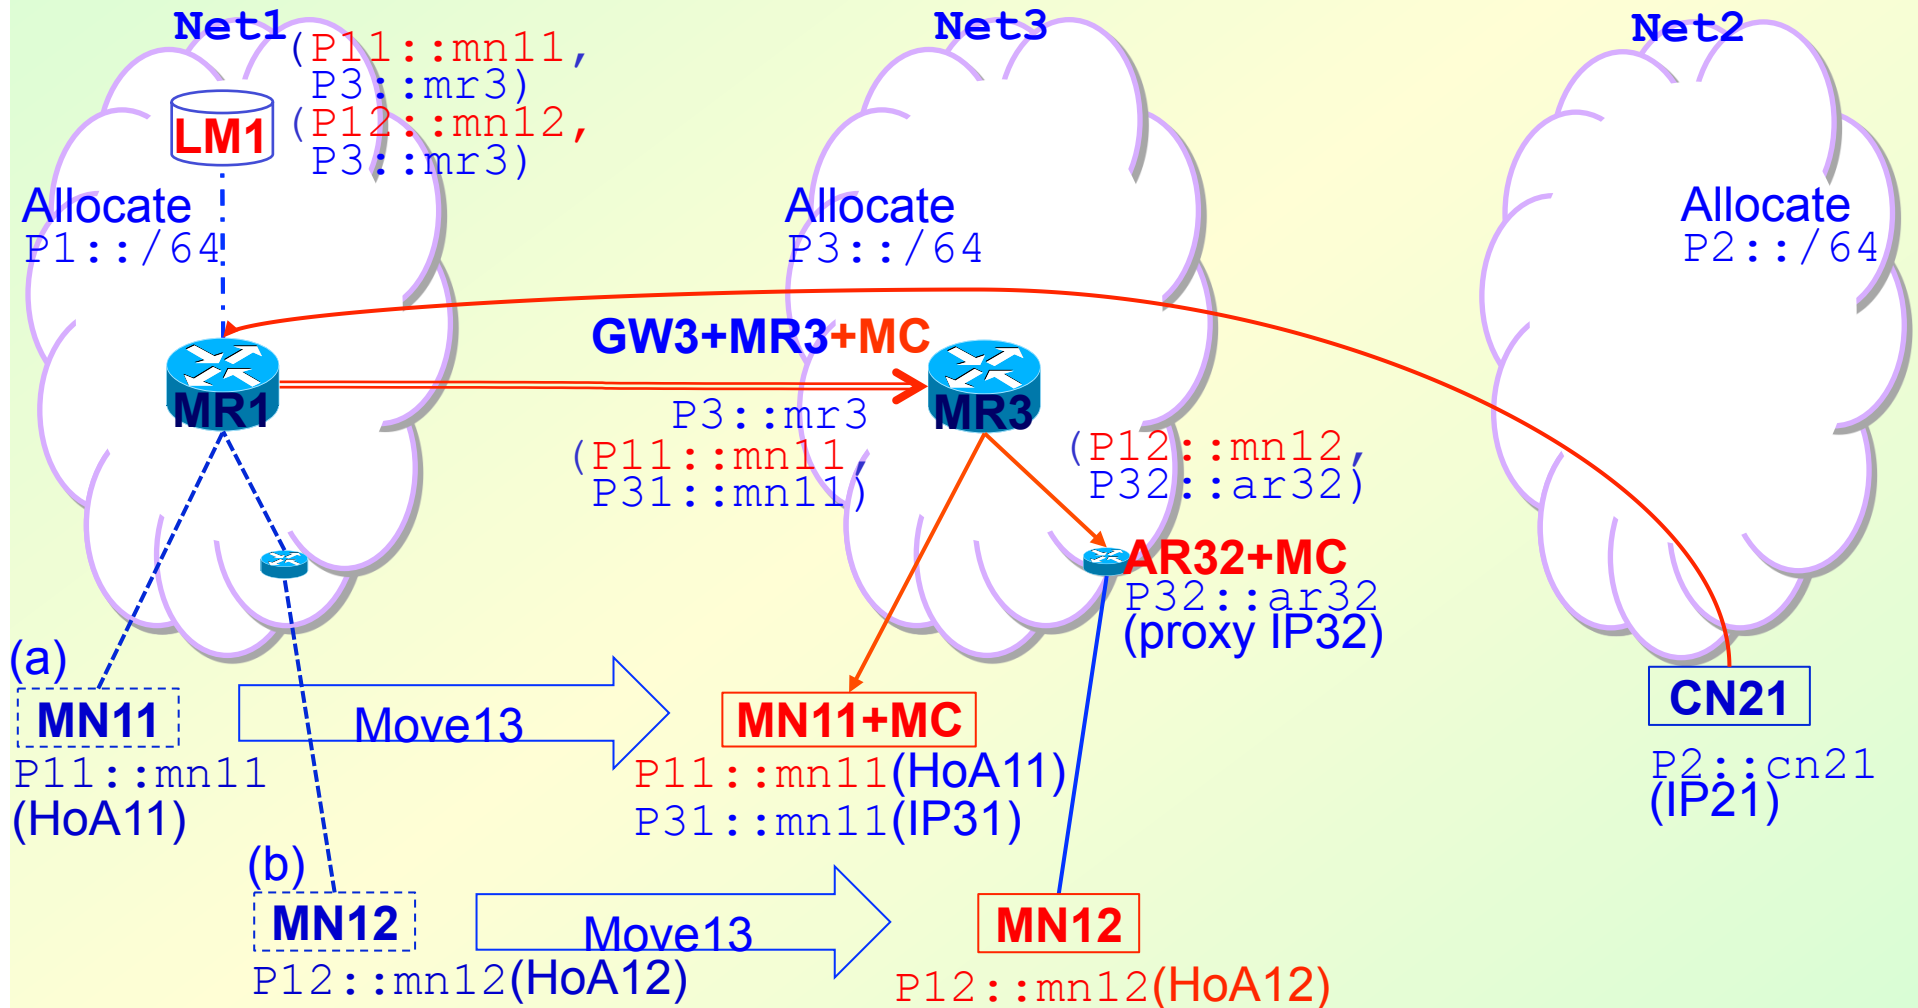 Net1
Net3
Net2
(P11::mn11,
P3::mr3)
(P12::mn12,
P3::mr3)
LM1
Allocate
P1::/64
Allocate
P3::/64
Allocate
P2::/64
GW3+MR3+MC
MR1
MR3
P3::mr3
(P11::mn11,
P31::mn11)
(P12::mn12,
P32::ar32)
AR32+MC
P32::ar32
(proxy IP32)
(a)
MN11
Move13
MN11+MC
CN21
P11::mn11
(HoA11)
P11::mn11(HoA11)
P31::mn11(IP31)
P2::cn21
(IP21)
(b)
MN12
Move13
MN12
P12::mn12(HoA12)
P12::mn12(HoA12)